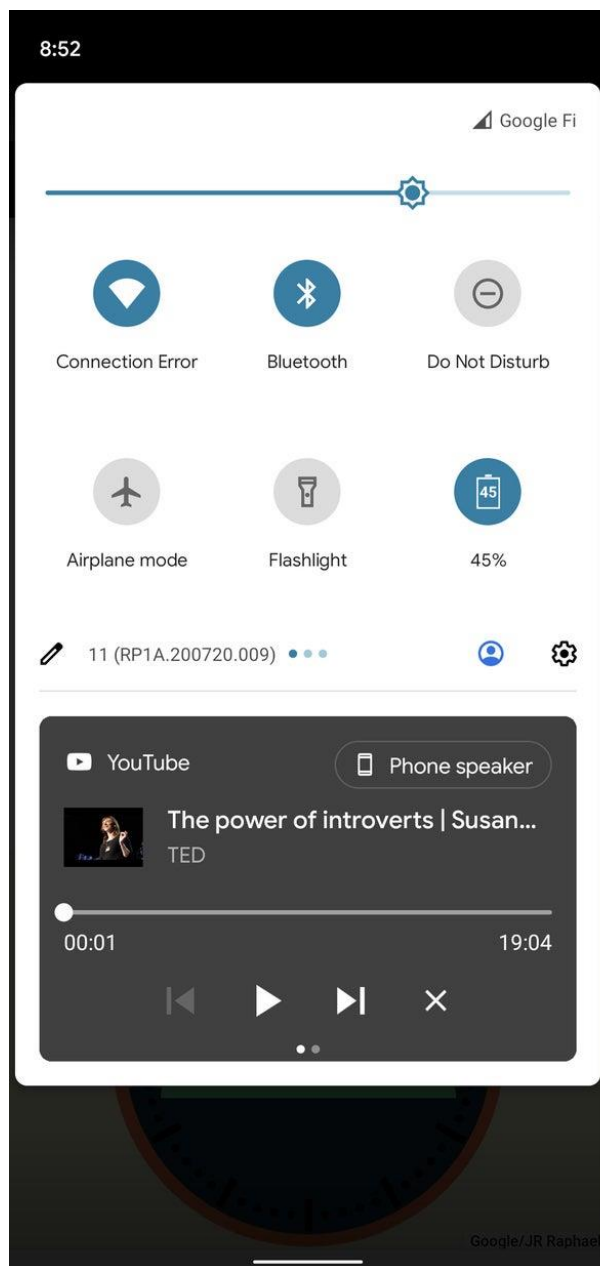 8:52
Google Fi
Connection Error Bluetooth Do Not Disturb
45
Airplane mode Flashlight 45%
11 (RP1A.200720.009)
YouTube Phone speaker
The power of introverts | Susan...
TED
00:01 19:04
Google/JR Raphael